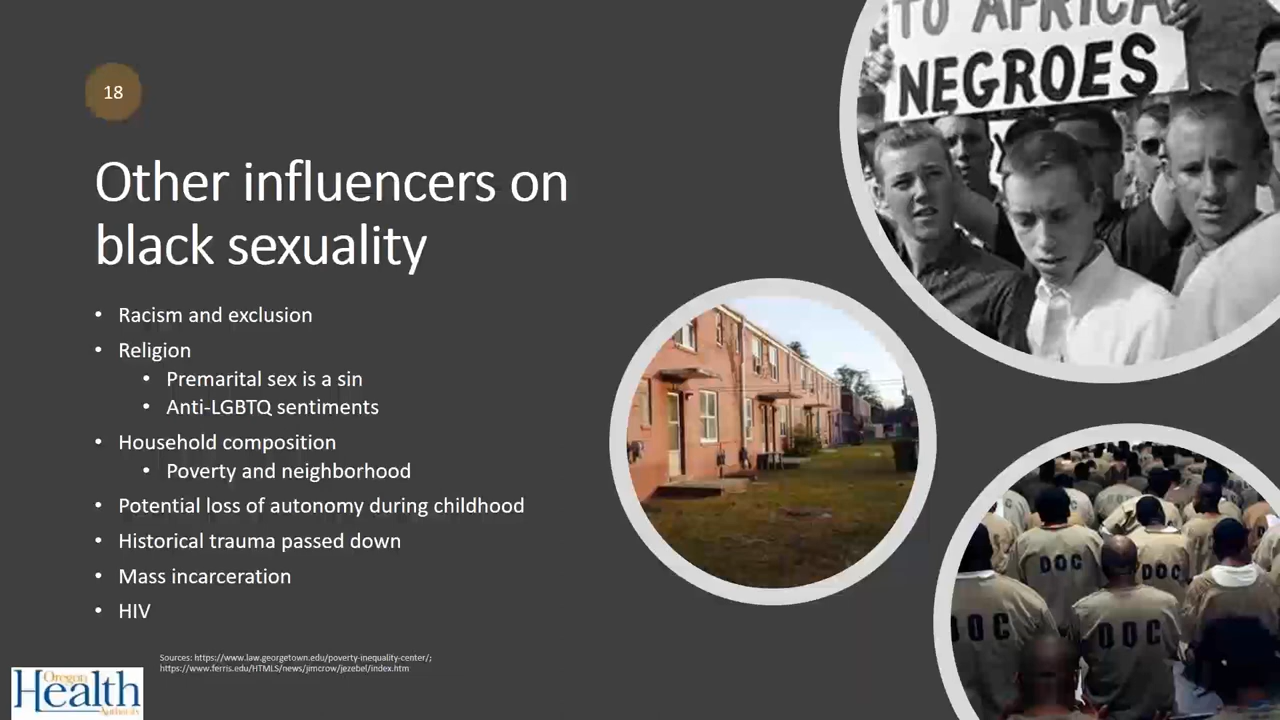 18
Other influencers on
black sexuality
• Racism and exclusion
• Religion
• Premarital sex is a sin
• Anti-LGBTQ sentiments
• Household composition
• Poverty and neighborhood
• Potential loss of autonomy during childhood
• Historical trauma passed down
• Mass incarceration
• HIV
Sources: https://www.law.georgetown.edu/poverty-inequality-center/;
https://www.ferris.edu/HTMLS/news/jimcrow/jezebel/index.htm
Oregon
Health
Authority
TO AFRICA
NEGROES
DOC
DOC
DOC
DOC